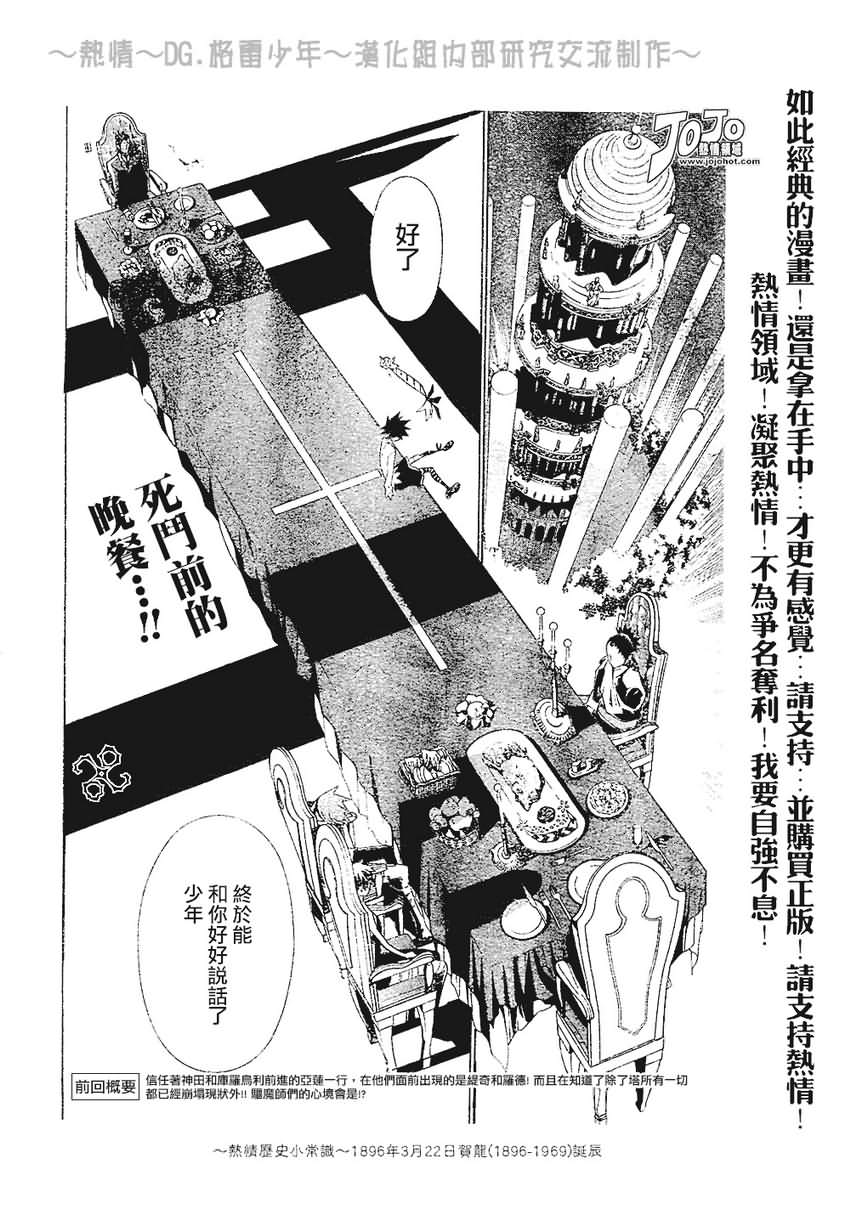 ～熱情～DG.格雷少年～漢化組内部研究交流制作～
JOJO
熱情領域
www.jojohot.com
如此經典的漫畫！還是拿在手中…才更有感覺…請支持…並購買正版！請支持熱情！
熱情領域！凝聚熱情！不為爭名奪利！我要自強不息！
好了
死鬥前的
晚餐…!!
終於能
和你好好說話了
少年
前回概要
信任著神田和庫羅烏利前進的亞蓮一行，在他們面前出現的是緹奇和羅德! 而且在知道了除了塔所有一切
都已經崩塌現狀外!! 驅魔師們的心境會是!?
～熱情歷史小常識～1896年3月22日賀龍(1896-1969)誕辰